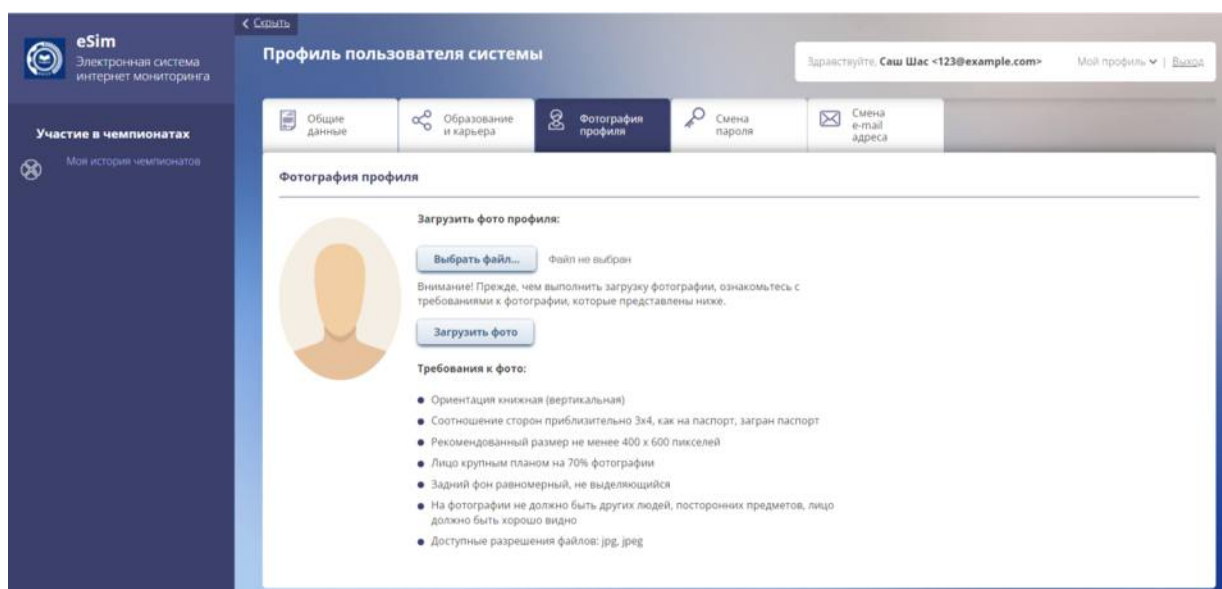 Скрыть
eSim
Электронная система
интернет мониторинга
Профиль пользователя системы
Здравствуйте, Саш Шас <123@example.com>
Мой профиль | Выход
Участие в чемпионатах
Моя история чемпионатов
Общие
данные
Образование
и карьера
Фотография
профиля
Смена
пароля
Смена
e-mail
адреса
Фотография профиля
Загрузить фото профиля:
Выбрать файл... Файл не выбран
Внимание! Прежде, чем выполнить загрузку фотографии, ознакомьтесь с
требованиями к фотографии, которые представлены ниже.
Загрузить фото
Требования к фото:
Ориентация книжная (вертикальная)
Соотношение сторон приблизительно 3х4, как на паспорт, загран паспорт
Рекомендованный размер не менее 400 х 600 пикселей
Лицо крупным планом на 70% фотографии
Задний фон равномерный, не выделяющийся
На фотографии не должно быть других людей, посторонних предметов, лицо
должно быть хорошо видно
Доступные разрешения файлов: jpg, jpeg